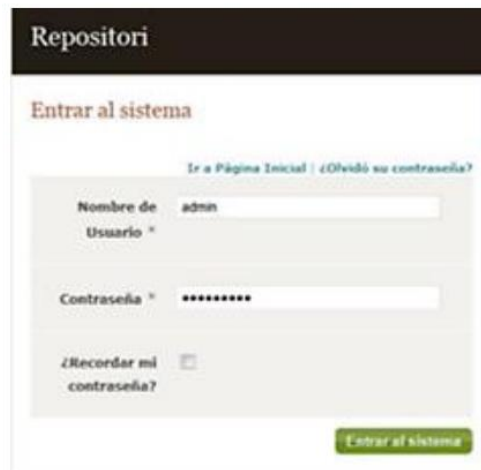 Repositori
Entrar al sistema
Ir a Página Inicial | ¿Olvidó su contraseña?
Nombre de
Usuario *
admin
Contraseña *
•••••••••
¿Recordar mi
contraseña?
Entrar al sistema